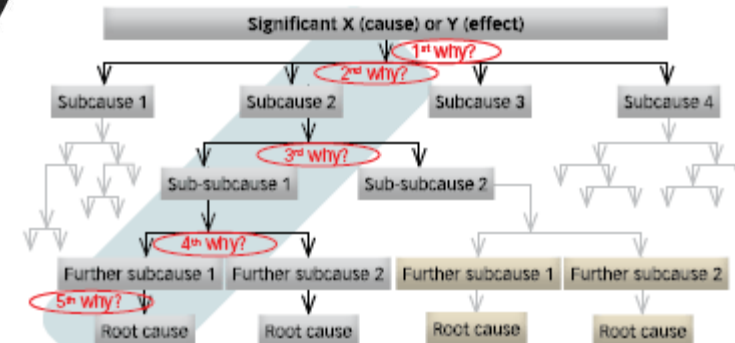 Significant X (cause) or Y (effect)
1st why?
2nd why?
Subcause 1
Subcause 2
Subcause 3
Subcause 4
3rd why?
Sub-subcause 1
Sub-subcause 2
4th why?
Further subcause 1
Further subcause 2
Further subcause 1
Further subcause 2
5th why?
Root cause
Root cause
Root cause
Root cause